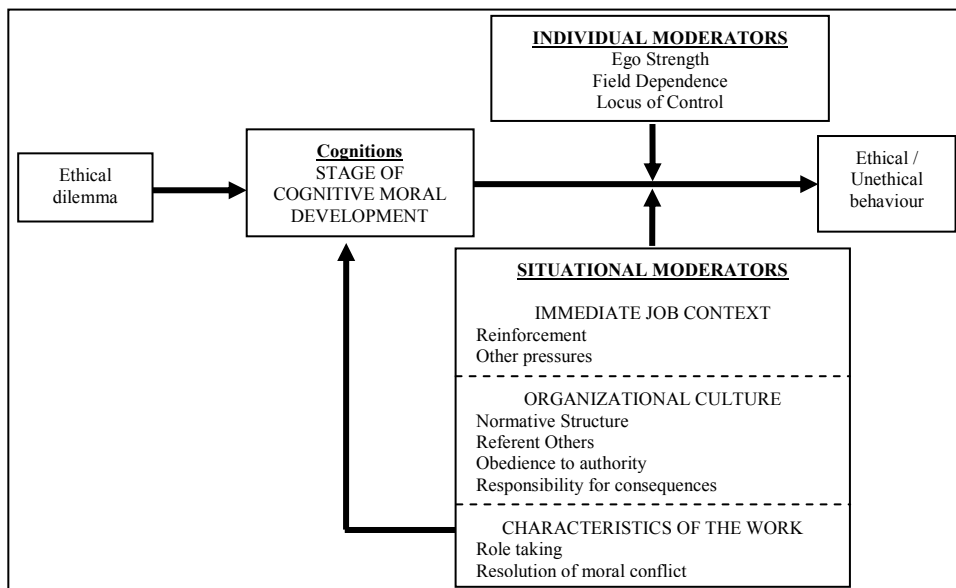 INDIVIDUAL MODERATORS
Ego Strength
Field Dependence
Locus of Control
Ethical
dilemma
Cognitions
STAGE OF
COGNITIVE MORAL
DEVELOPMENT
Ethical /
Unethical
behaviour
SITUATIONAL MODERATORS
IMMEDIATE JOB CONTEXT
Reinforcement
Other pressures
ORGANIZATIONAL CULTURE
Normative Structure
Referent Others
Obedience to authority
Responsibility for consequences
CHARACTERISTICS OF THE WORK
Role taking
Resolution of moral conflict